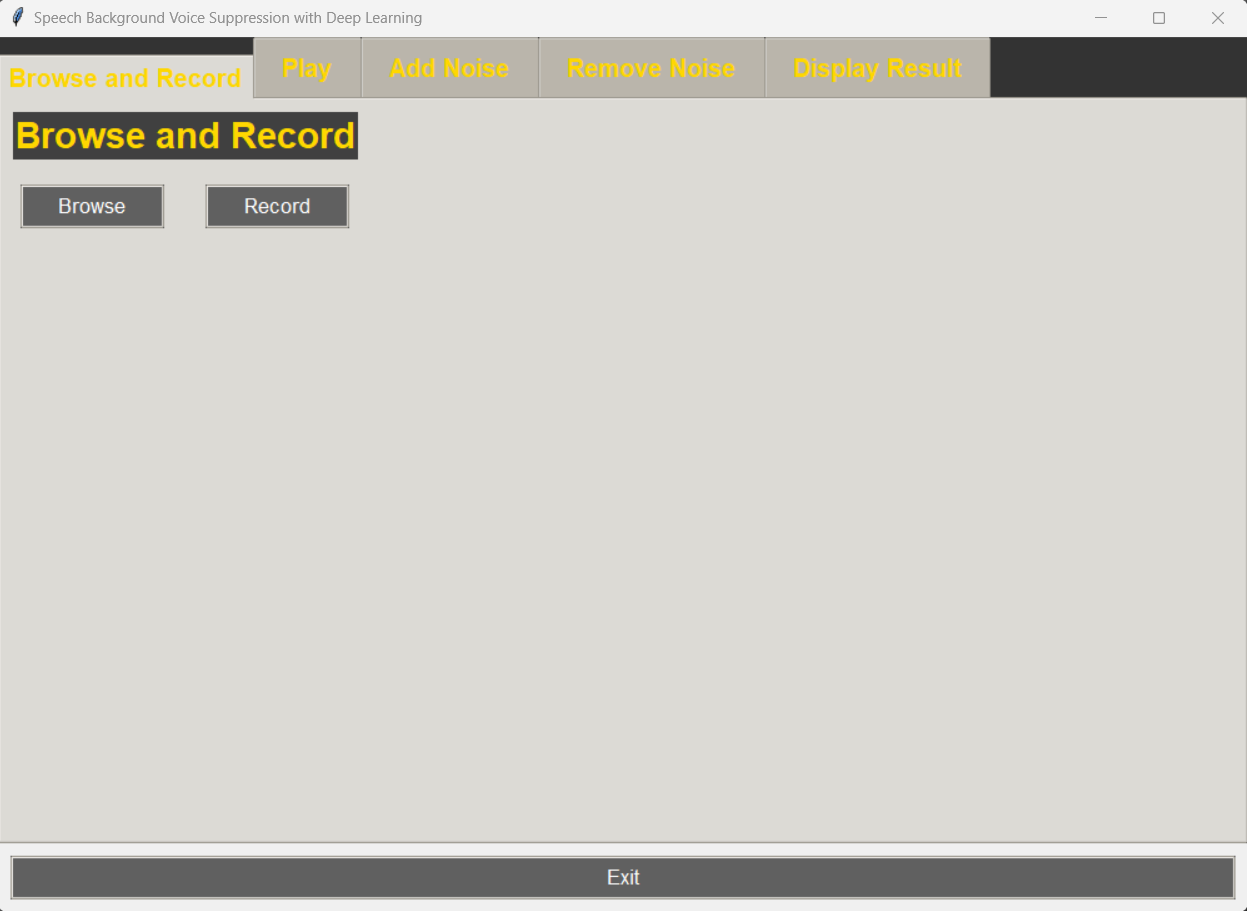 Speech Background Voice Suppression with Deep Learning
Browse and Record
Play
Add Noise
Remove Noise
Display Result
Browse and Record
Browse
Record
Exit